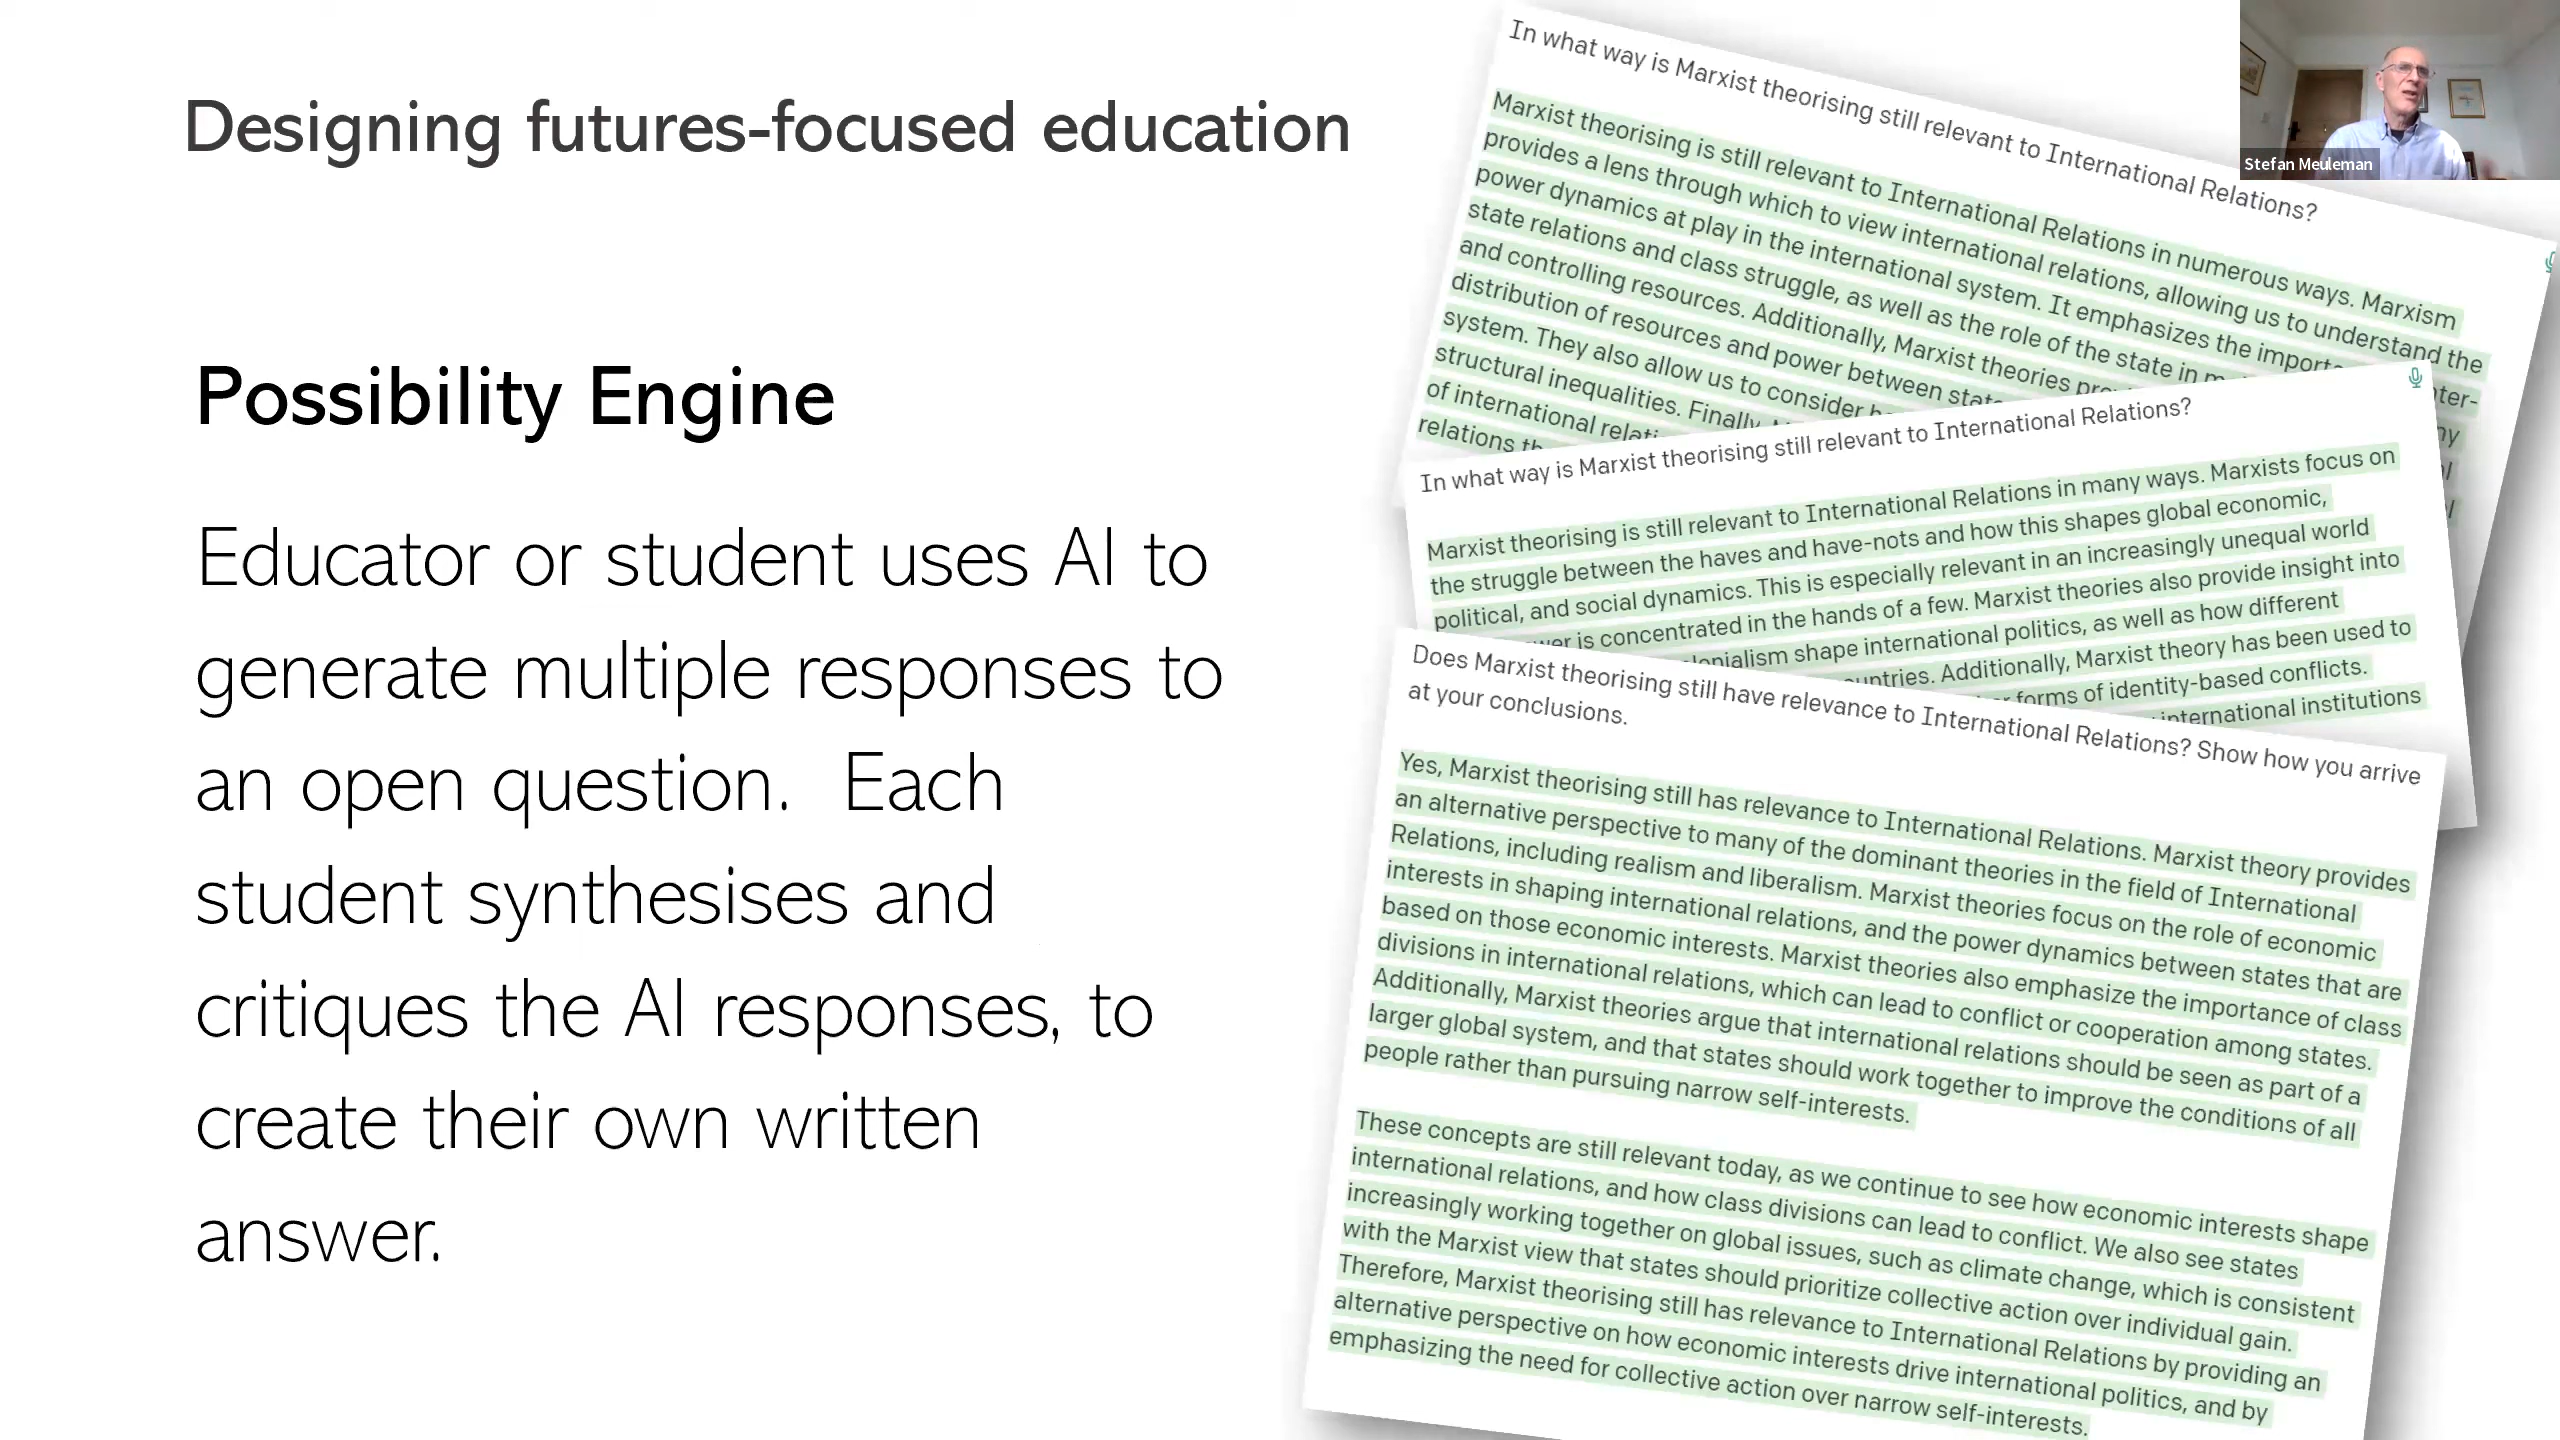 Designing futures-focused education
Possibility Engine
Educator or student uses AI to
generate multiple responses to
an open question. Each
student synthesises and
critiques the AI responses, to
create their own written
answer.
In what way is Marxist theorising still relevant to International Relations?
Marxist theorising is still relevant to International Relations in numerous ways. Marxism
provides a lens through which to view international relations, allowing us to understand the
power dynamics at play in the international system. It emphasizes the inter-
state relations and class struggle, as well as the role of the state in
and controlling resources. Additionally, Marxist theories
distribution of resources and power between
system. They also allow us to consider
structural inequalities. Finally,
of international
relations
In what way is Marxist theorising still relevant to International Relations?
Marxist theorising is still relevant to International Relations in many ways. Marxists focus on
the struggle between the haves and have-nots and how this shapes global economic,
political, and social dynamics. This is especially relevant in an increasingly unequal world
is concentrated in the hands of a few. Marxist theories also provide insight into
shape international politics, as well as how different
Additionally, Marxist theory has been used to
forms of identity-based conflicts.
international institutions
Does Marxist theorising still have relevance to International Relations? Show how you arrive
at your conclusions.
Yes, Marxist theorising still has relevance to International Relations. Marxist theory provides
an alternative perspective to many of the dominant theories in the field of International
Relations, including realism and liberalism. Marxist theories focus on the role of economic
interests in shaping international relations, and the power dynamics between states that are
based on those economic interests. Marxist theories also emphasize the importance of class
divisions in international relations, which can lead to conflict or cooperation among states.
Additionally, Marxist theories argue that international relations should be seen as part of a
larger global system, and that states should work together to improve the conditions of all
people rather than pursuing narrow self-interests.
These concepts are still relevant today, as we continue to see how economic interests shape
international relations, and how class divisions can lead to conflict. We also see states
increasingly working together on global issues, such as climate change, which is consistent
with the Marxist view that states should prioritize collective action over individual gain.
Therefore, Marxist theorising still has relevance to International Relations by providing an
alternative perspective on how economic interests drive international politics, and by
emphasizing the need for collective action over narrow self-interests.
Stefan Meuleman